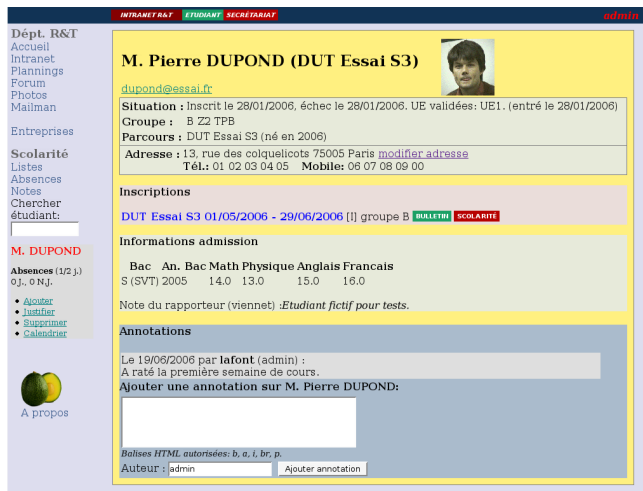 INTRANET R&T ETUDIANT SECRÉTARIAT admin
Dépt. R&T
Accueil
Intranet
Plannings
Forum
Photos
Mailman
Entreprises
Scolarité
Listes
Absences
Notes
Chercher
étudiant:
M. DUPOND
Absences (1/2 j.)
0 J., 0 N.J.
Ajouter
Justifier
Supprimer
Calendrier
A propos
M. Pierre DUPOND (DUT Essai S3)
dupond@essai.fr
Situation : Inscrit le 28/01/2006, échec le 28/01/2006. UE validées: UE1. (entré le 28/01/2006)
Groupe : B Z2 TPB
Parcours : DUT Essai S3 (né en 2006)
Adresse : 13, rue des colquelicots 75005 Paris modifier adresse
Tél.: 01 02 03 04 05 Mobile: 06 07 08 09 00
Inscriptions
DUT Essai S3 01/05/2006 - 29/06/2006 [I] groupe B BULLETIN SCOLARITÉ
Informations admission
Bac An. Bac Math Physique Anglais Francais
S (SVT) 2005 14.0 13.0 15.0 16.0
Note du rapporteur (viennet) :Etudiant fictif pour tests.
Annotations
Le 19/06/2006 par lafont (admin) :
A raté la première semaine de cours.
Ajouter une annotation sur M. Pierre DUPOND:
Balises HTML autorisées: b, a, i, br, p.
Auteur : admin Ajouter annotation